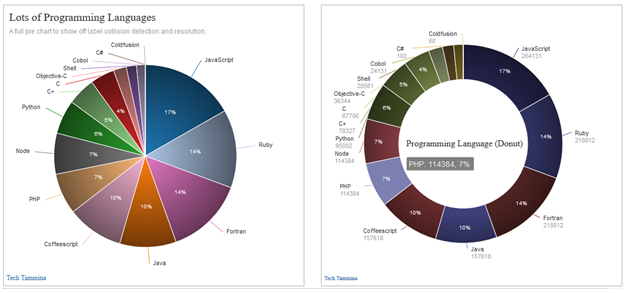 Lots of Programming Languages
A full pie chart to show off label collision detection and resolution.
Coldfusion
C#
Cobol
Shell
Objective-C
C
C+
Python
Node
PHP
Coffeescript
Java
Fortran
Ruby
JavaScript
17%
14%
14%
10%
10%
7%
7%
6%
5%
5%
4%
Tech Tammina
Coldfusion
68
C#
100
Cobol
24131
Shell
28561
Objective-C
36344
C
67706
C+
78327
Python
95002
Node
114384
PHP
114384
Coffeescript
157618
Java
157618
Fortran
218812
Ruby
218812
JavaScript
264131
17%
14%
14%
10%
10%
7%
7%
6%
5%
4%
Programming Language (Donut)
PHP: 114384, 7%
Tech Tammina